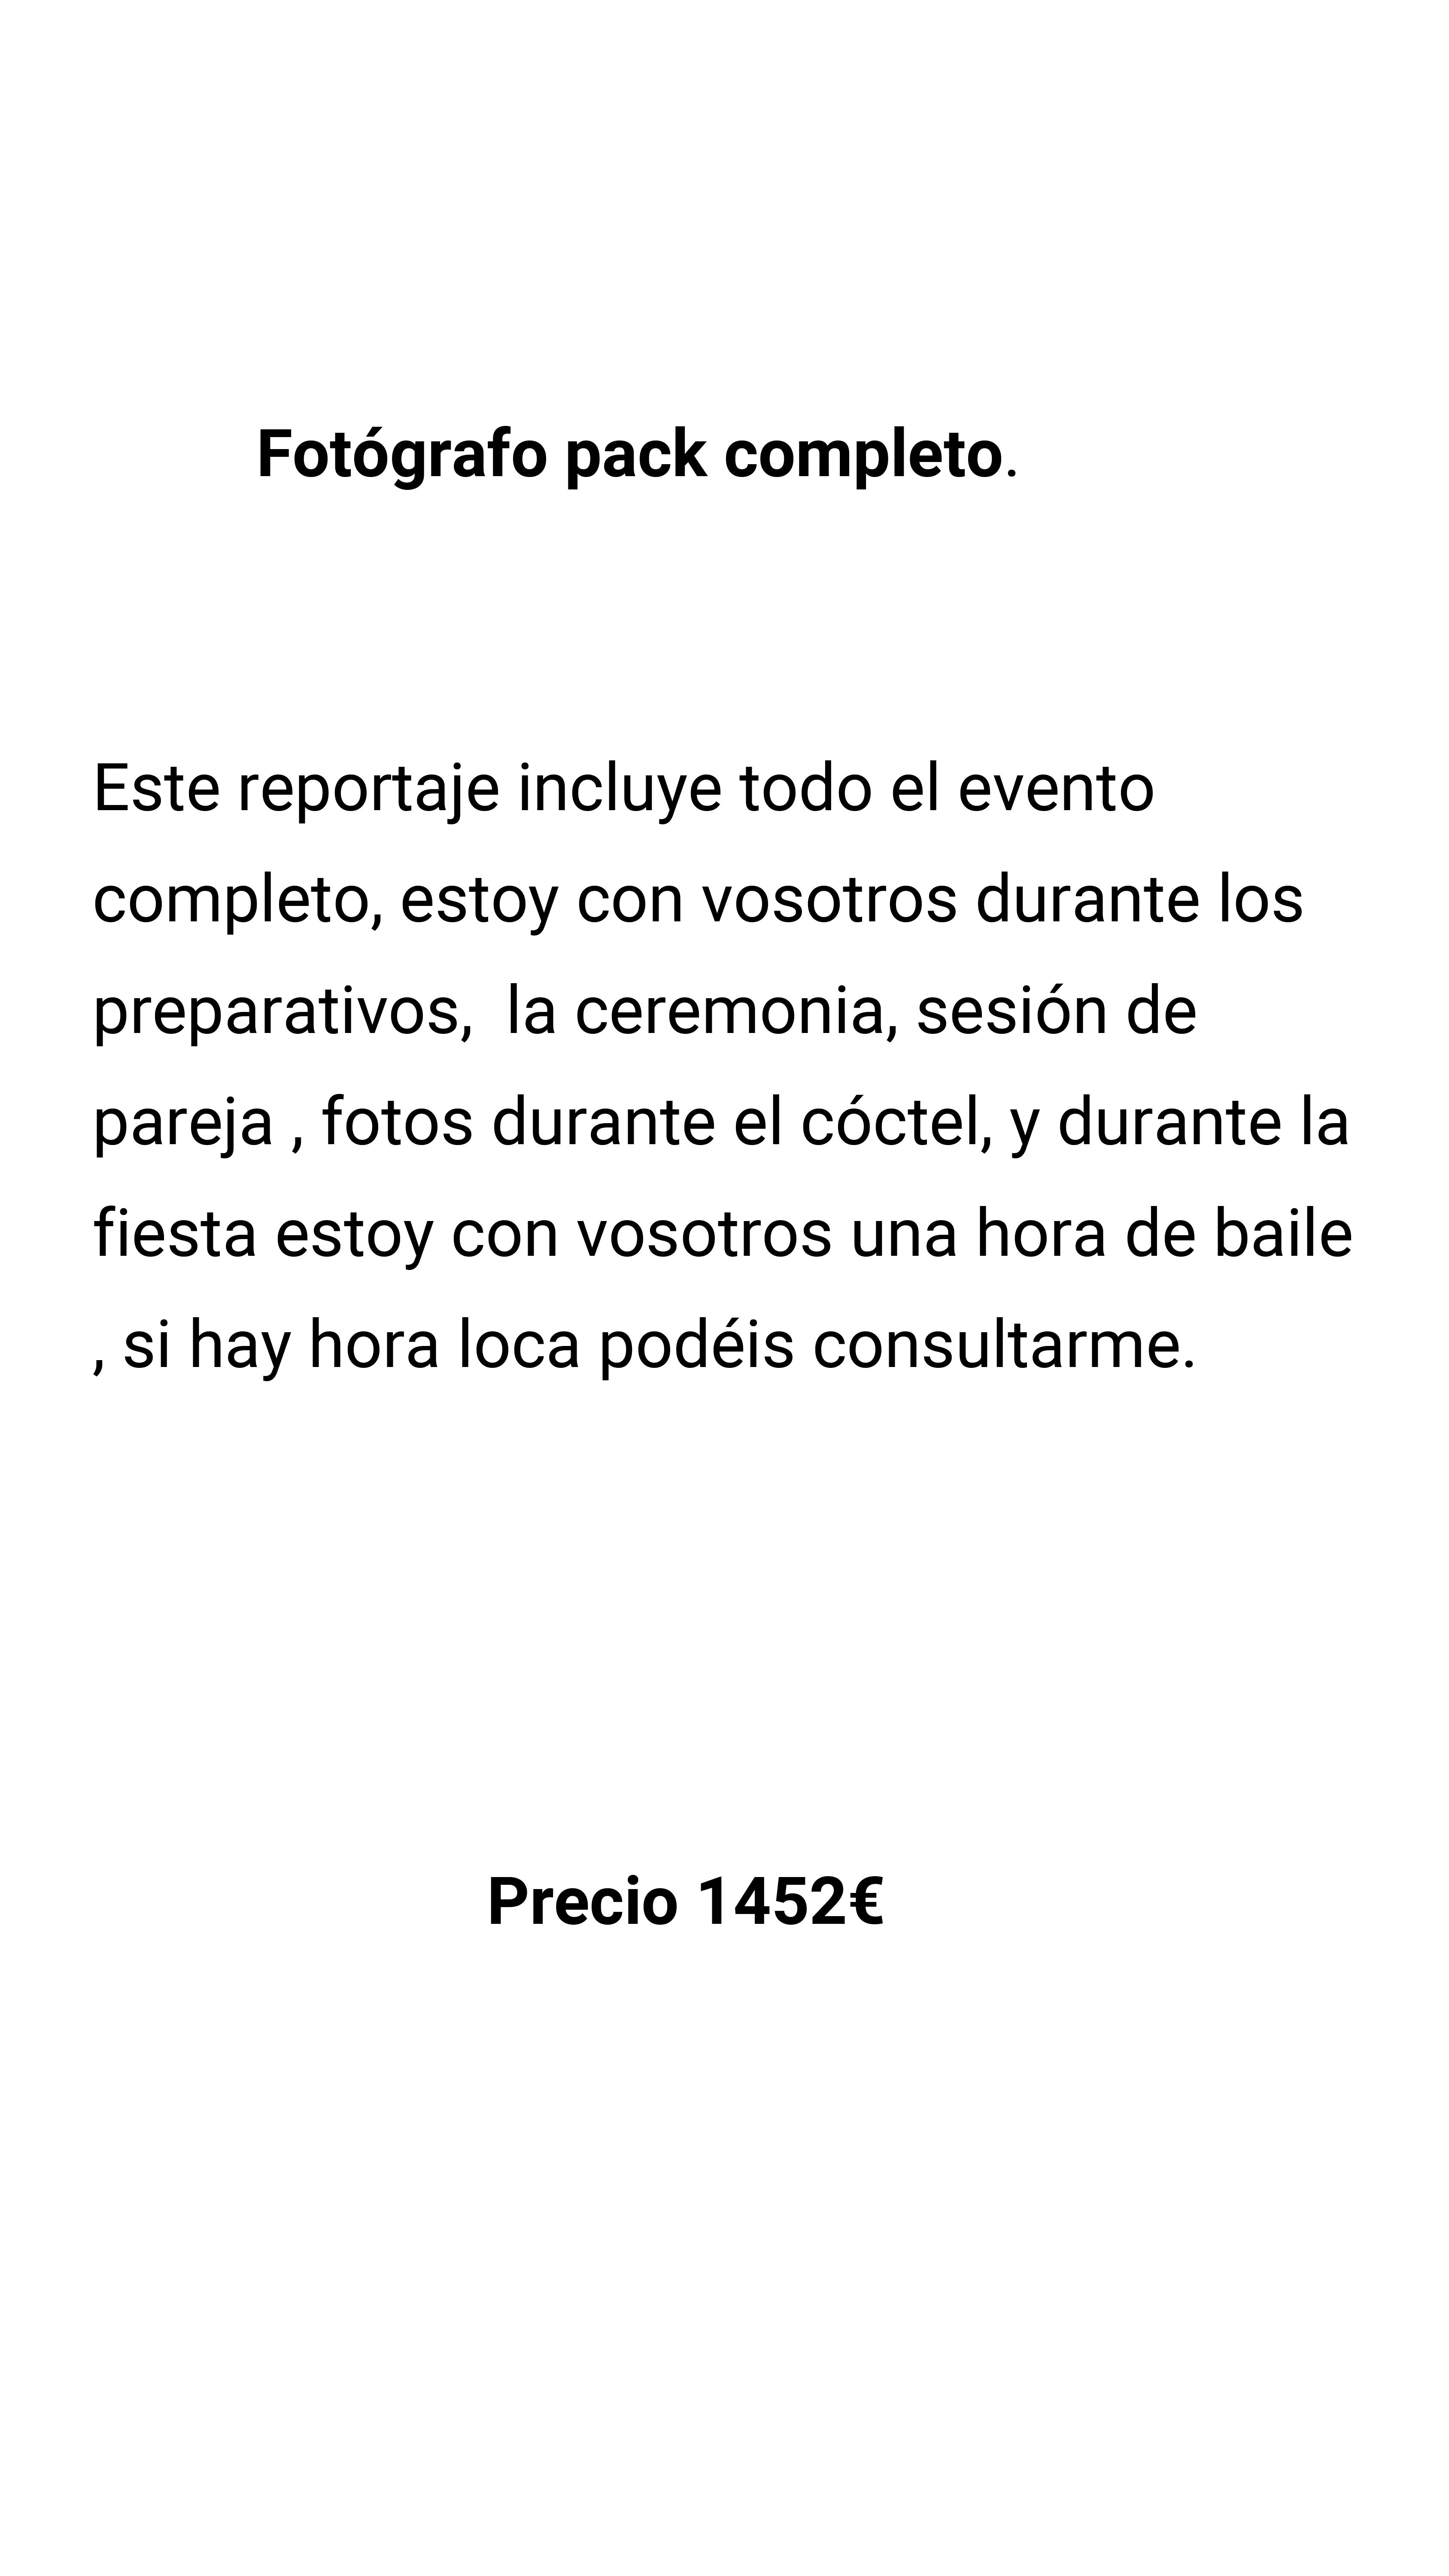 Fotógrafo pack completo.
Este reportaje incluye todo el evento
completo, estoy con vosotros durante los
preparativos,  la ceremonia, sesión de
pareja , fotos durante el cóctel, y durante la
fiesta estoy con vosotros una hora de baile
, si hay hora loca podéis consultarme.
Precio 1452€